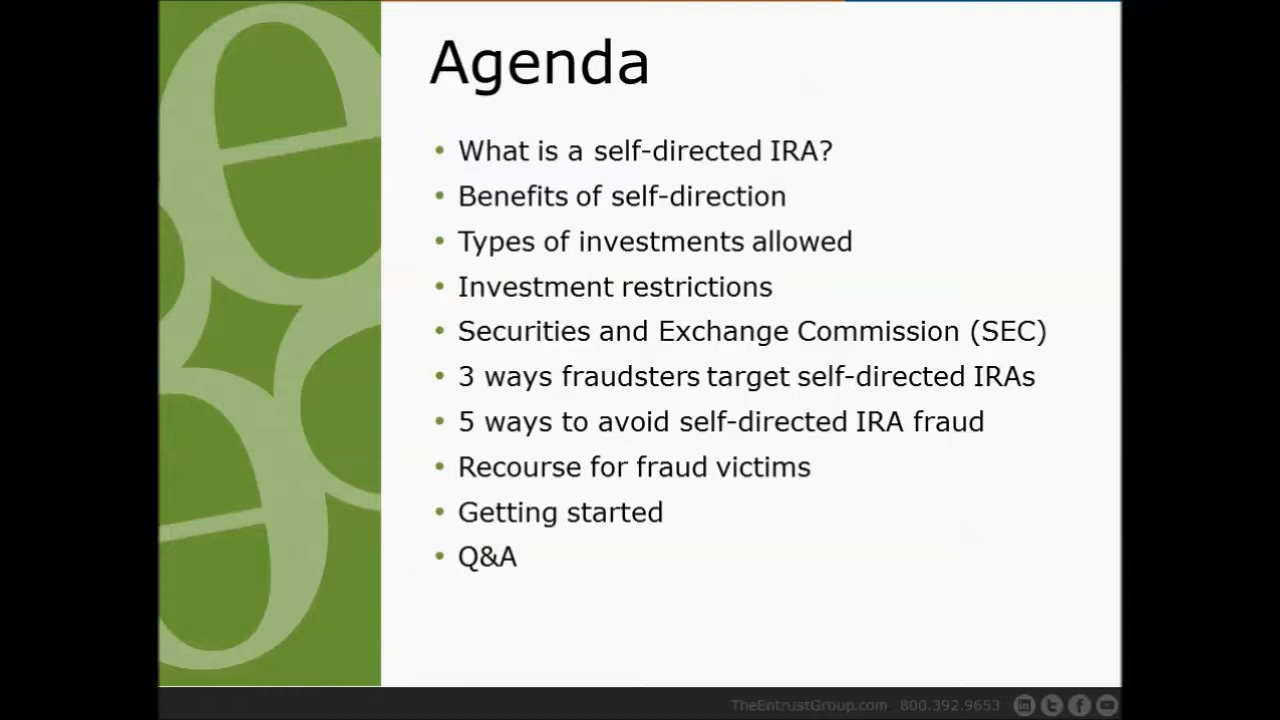 Agenda
• What is a self-directed IRA?
• Benefits of self-direction
• Types of investments allowed
• Investment restrictions
• Securities and Exchange Commission (SEC)
• 3 ways fraudsters target self-directed IRAs
• 5 ways to avoid self-directed IRA fraud
• Recourse for fraud victims
• Getting started
• Q&A
TheEntrustGroup.com 800.392.9653